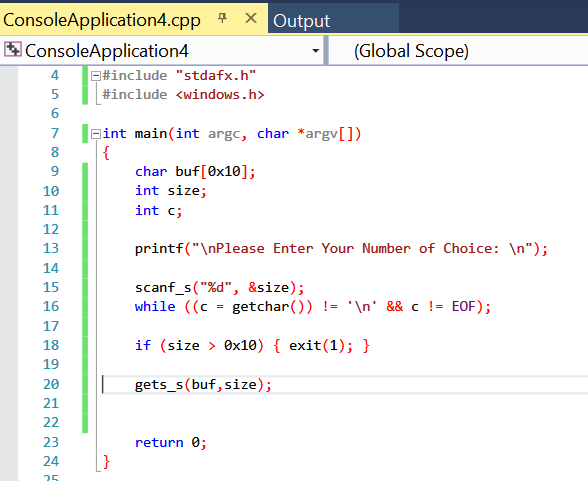 ConsoleApplication4.cpp Output
ConsoleApplication4 (Global Scope)
4 #include "stdafx.h"
5 #include <windows.h>
6
7 int main(int argc, char *argv[])
8 {
9 char buf[0x10];
10 int size;
11 int c;
12
13 printf("\nPlease Enter Your Number of Choice: \n");
14
15 scanf_s("%d", &size);
16 while ((c = getchar()) != '\n' && c != EOF);
17
18 if (size > 0x10) { exit(1); }
19
20 gets_s(buf,size);
21
22
23 return 0;
24 }
25